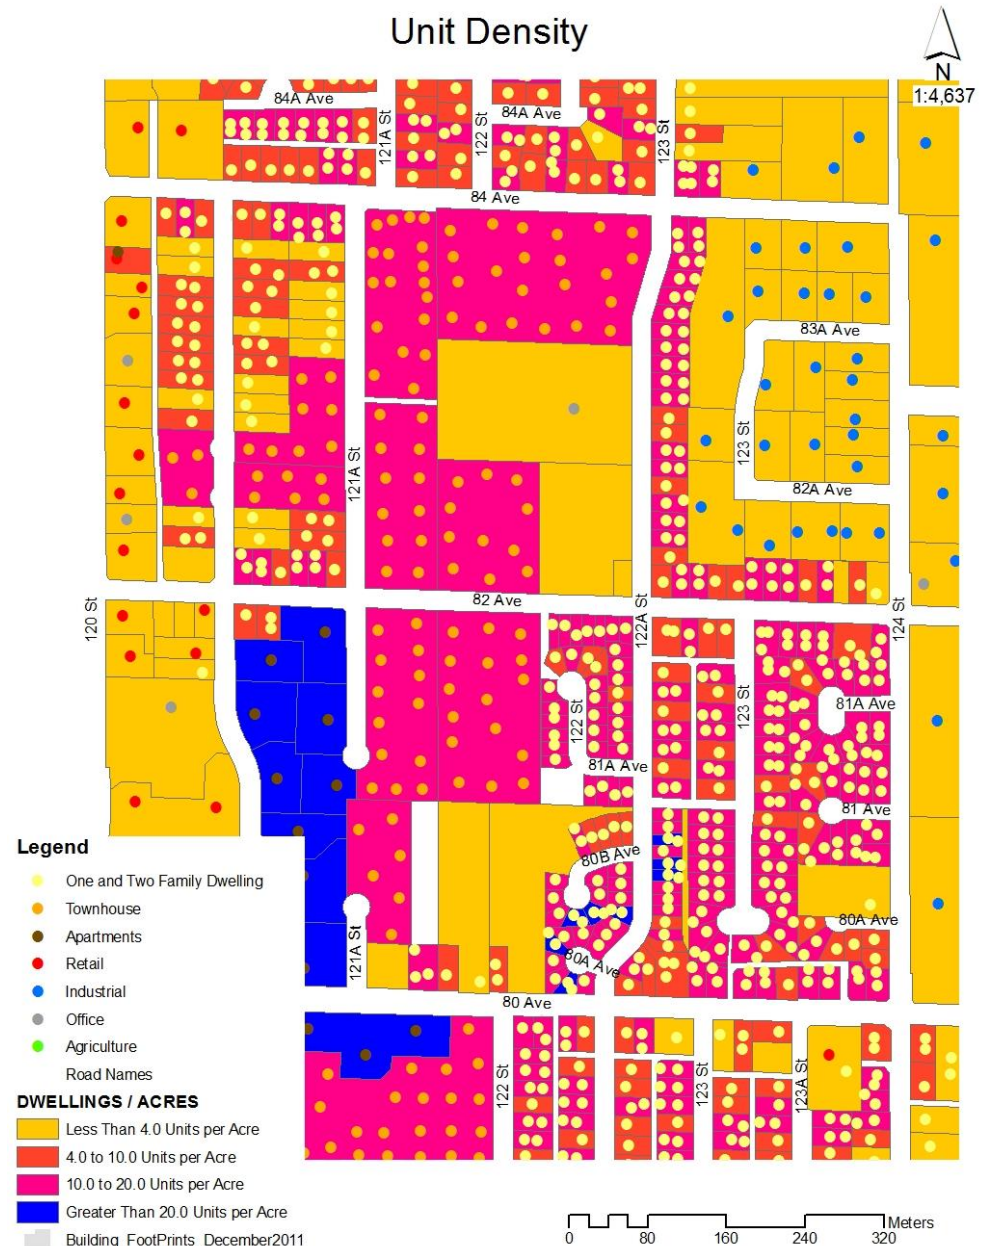 Unit Density
N
1:4,637
84A Ave
84A Ave
121A St
122 St
123 St
84 Ave
83A Ave
123 St
82A Ave
121A St
82 Ave
120 St
122A St
124 St
81A Ave
122 St
123 St
81A Ave
81 Ave
80B Ave
80A Ave
80A Ave
121A St
80 Ave
122 St
123 St
123A St
Legend
One and Two Family Dwelling
Townhouse
Apartments
Retail
Industrial
Office
Agriculture
Road Names
DWELLINGS / ACRES
Less Than 4.0 Units per Acre
4.0 to 10.0 Units per Acre
10.0 to 20.0 Units per Acre
Greater Than 20.0 Units per Acre
Building_FootPrints_December2011
Meters
0 80 160 240 320